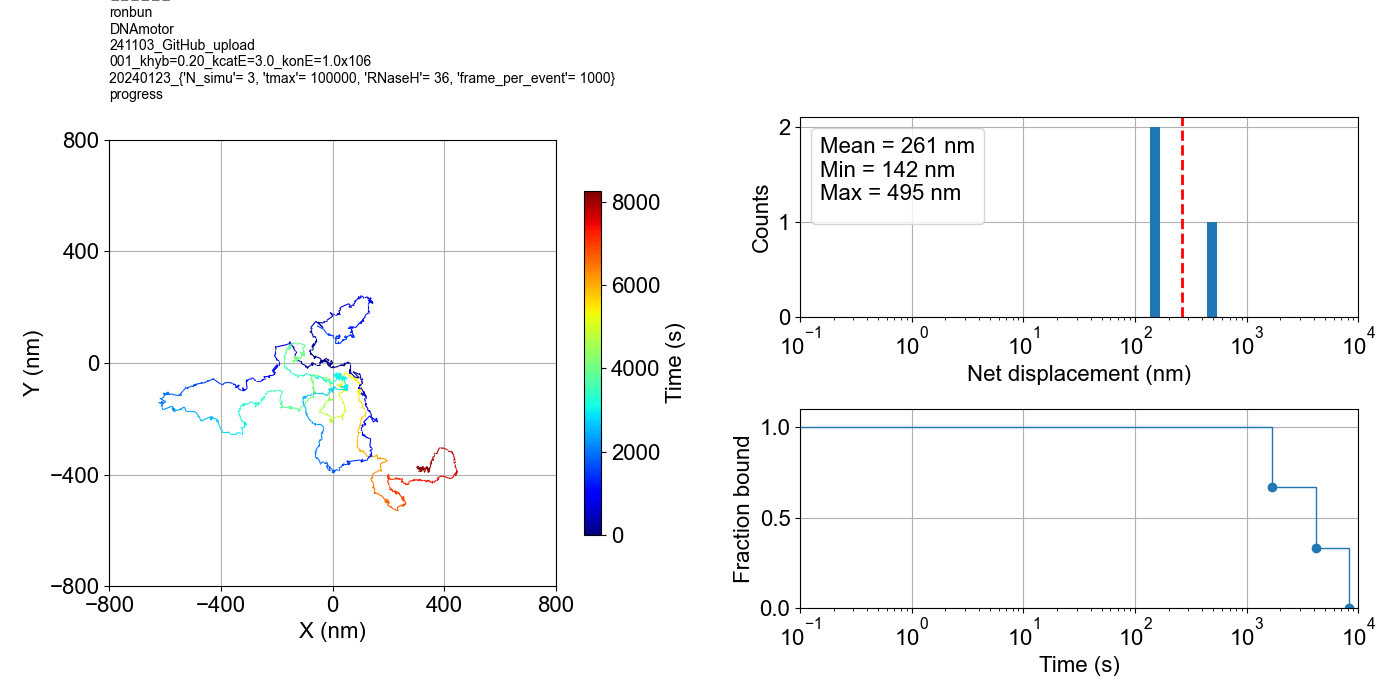 ronbun
DNAmotor
241103_GitHub_upload
001_khyb=0.20_kcatE=3.0_konE=1.0x106
20240123_{'N_simu'= 3, 'tmax'= 100000, 'RNaseH'= 36, 'frame_per_event'= 1000}
progress
800
400
0
−400
−800
Y (nm)
−800
−400
0
400
800
X (nm)
8000
6000
4000
2000
0
Time (s)
2
1
0
Counts
Mean = 261 nm
Min = 142 nm
Max = 495 nm
10⁻¹
10⁰
10¹
10²
10³
10⁴
Net displacement (nm)
1.0
0.5
0.0
Fraction bound
10⁻¹
10⁰
10¹
10²
10³
10⁴
Time (s)